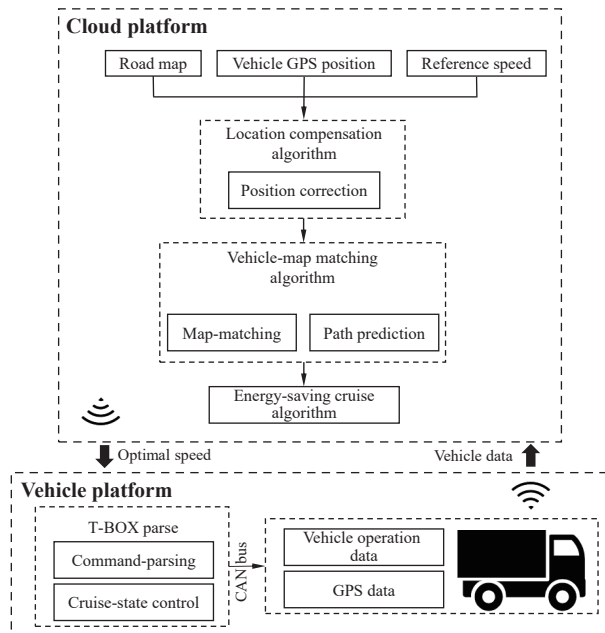 Cloud platform
Road map
Vehicle GPS position
Reference speed
Location compensation
algorithm
Position correction
Vehicle-map matching
algorithm
Map-matching
Path prediction
Energy-saving cruise
algorithm
Optimal speed
Vehicle data
Vehicle platform
T-BOX parse
Command-parsing
Cruise-state control
CAN bus
Vehicle operation
data
GPS data